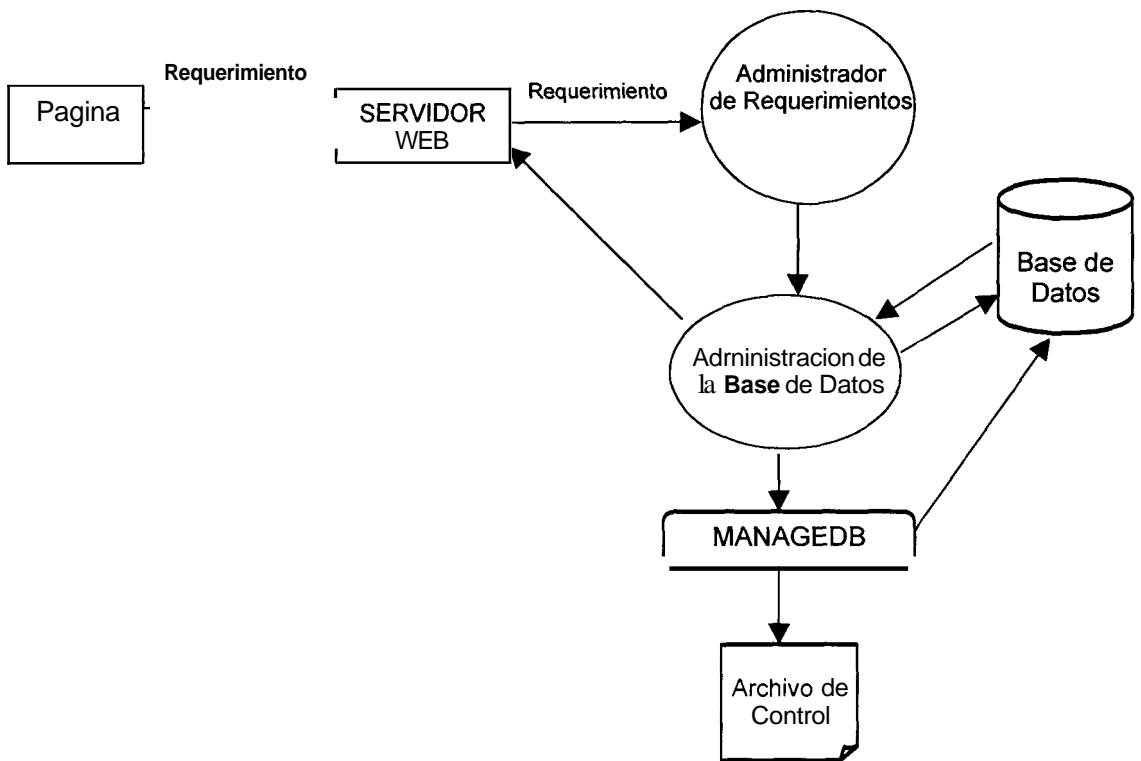 Requerimiento
Pagina
SERVIDOR
WEB
Requerimiento
Administrador
de Requerimientos
Base de
Datos
Adrninistracion de
la Base de Datos
MANAGEDB
Archivo de
Control